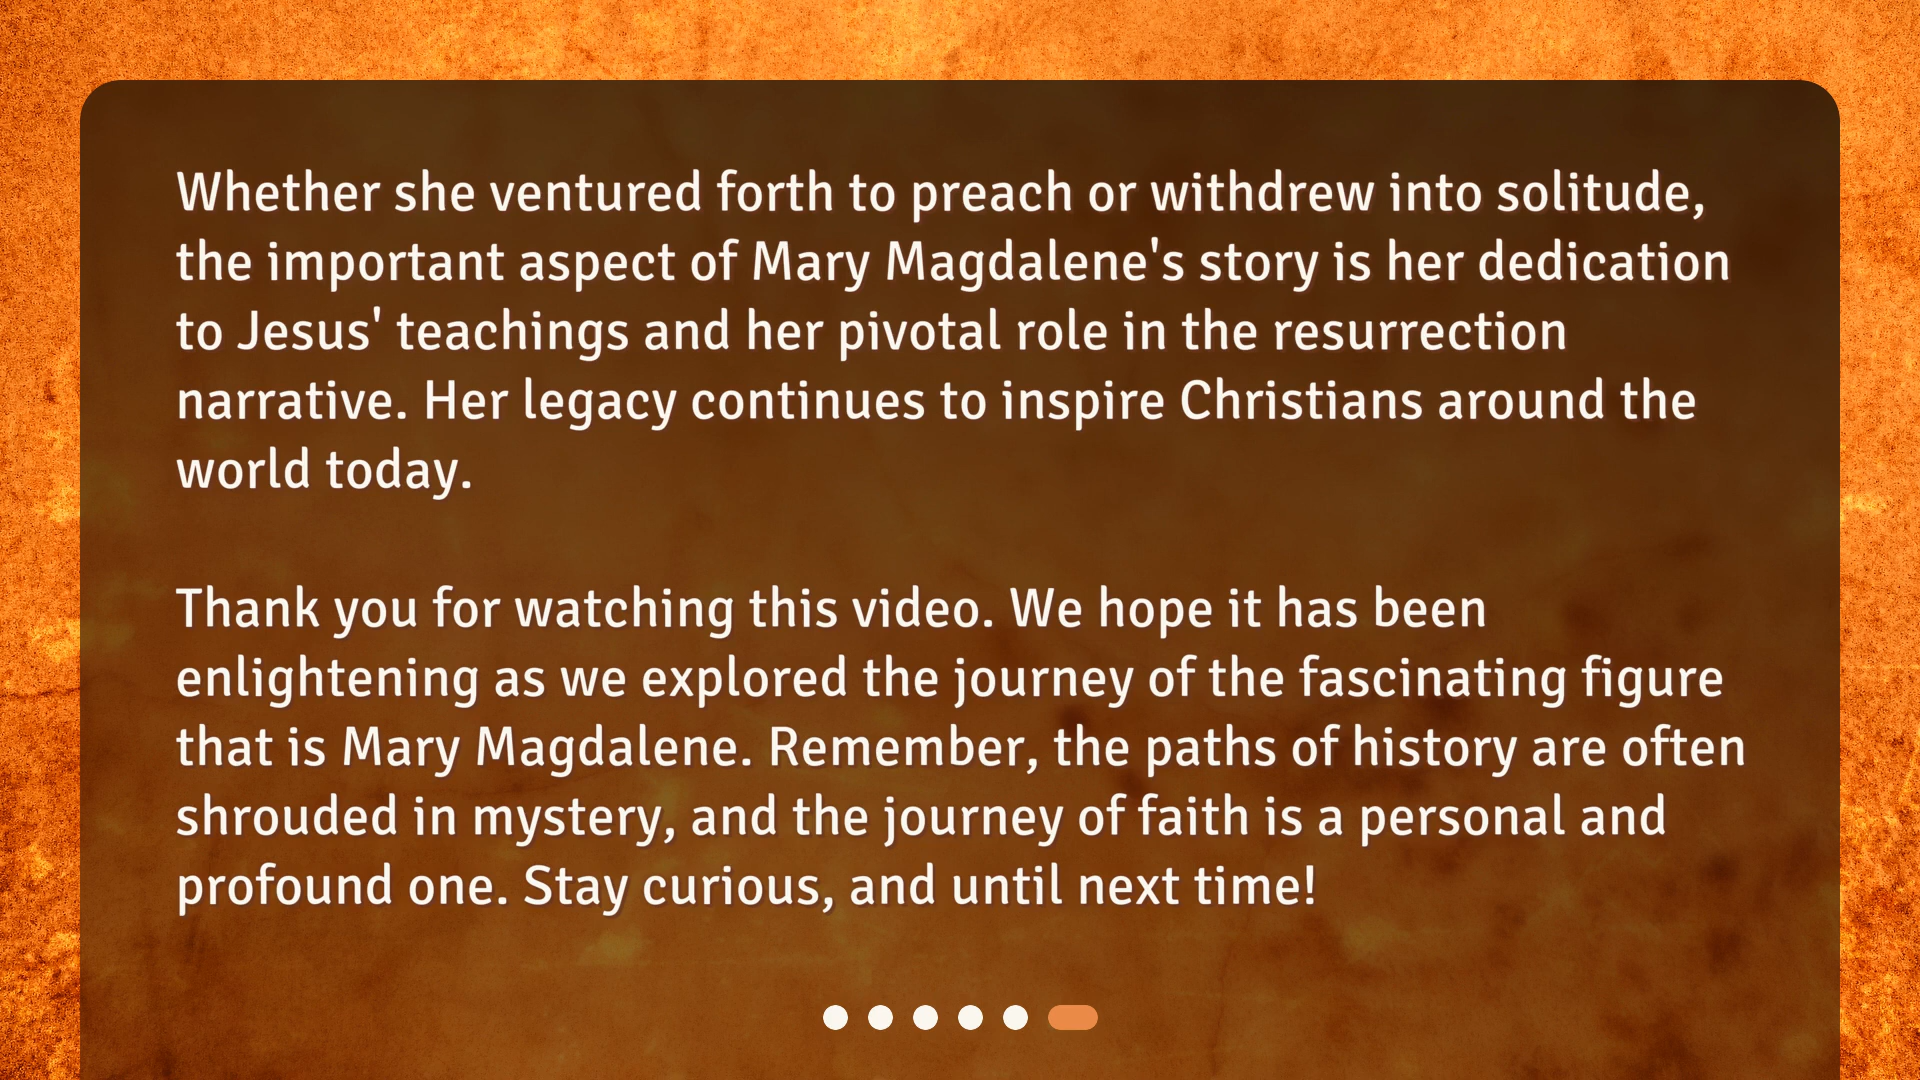 Whether she ventured forth to preach or withdrew into solitude,
the important aspect of Mary Magdalene's story is her dedication
to Jesus' teachings and her pivotal role in the resurrection
narrative. Her legacy continues to inspire Christians around the
world today.
Thank you for watching this video. We hope it has been
enlightening as we explored the journey of the fascinating figure
that is Mary Magdalene. Remember, the paths of history are often
shrouded in mystery, and the journey of faith is a personal and
profound one. Stay curious, and until next time!